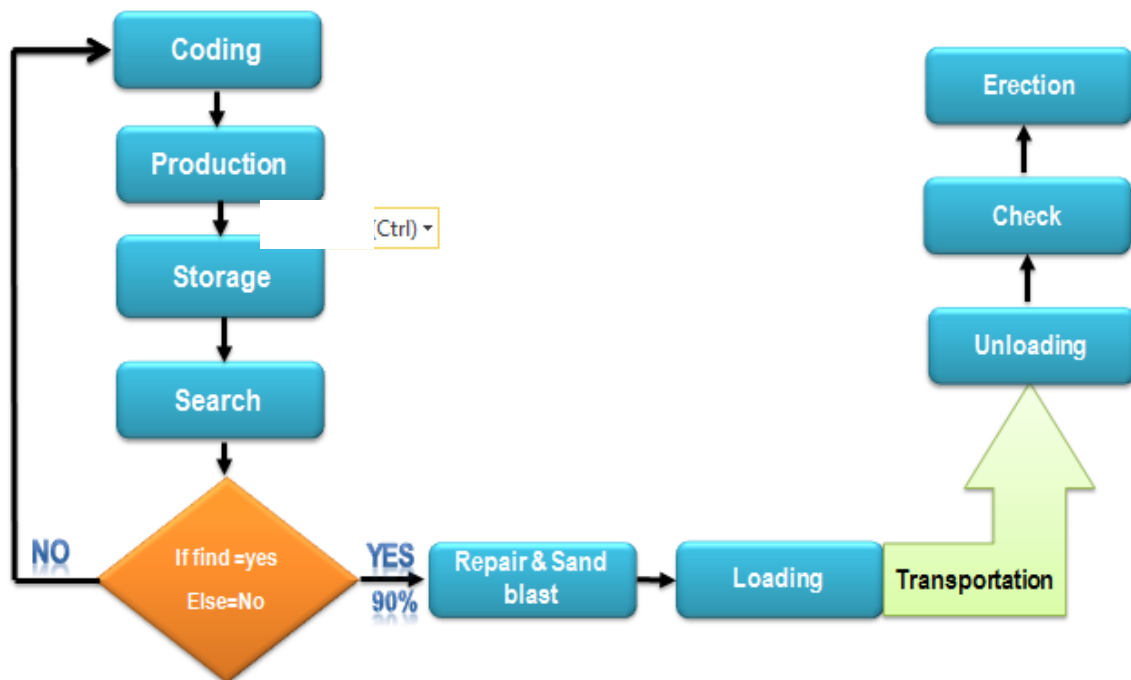 Coding
Production
(Ctrl)
Storage
Search
If find =yes
Else=No
NO
YES
90%
Repair & Sand
blast
Loading
Transportation
Unloading
Check
Erection